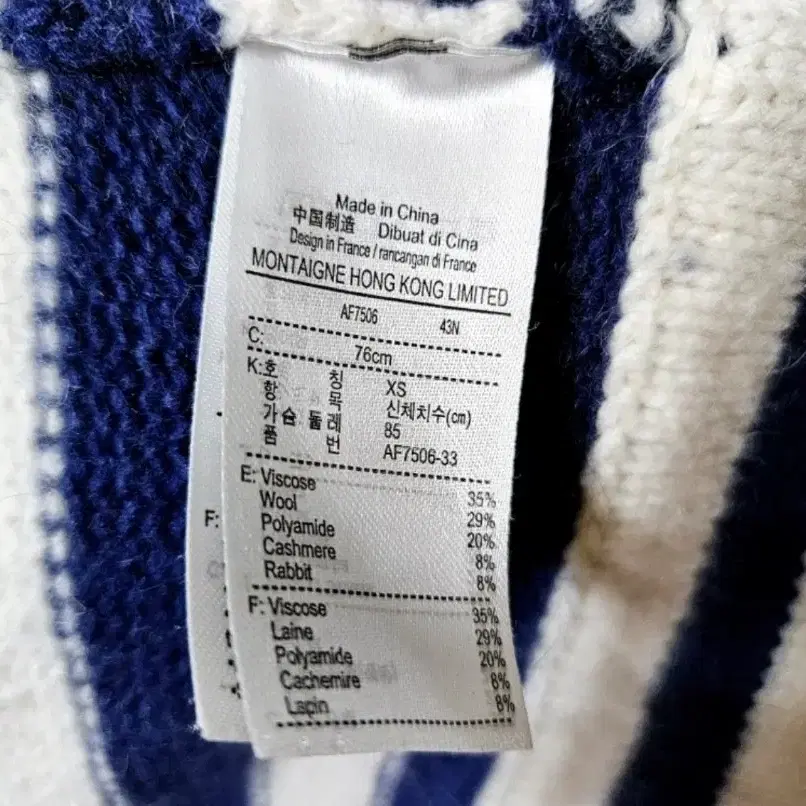 Made in China
中国制造 Dibuat di Cina
Design in France / rancangan di France
MONTAIGNE HONG KONG LIMITED
AF7506 43N
C: 76cm
K:호 칭 XS
항 목 신체치수(cm)
가슴 둘레 85
품 번 AF7506-33
E: Viscose 35%
Wool 29%
Polyamide 20%
Cashmere 8%
Rabbit 8%
F: Viscose 35%
Laine 29%
Polyamide 20%
Cachemire 8%
Lapin 8%
F: